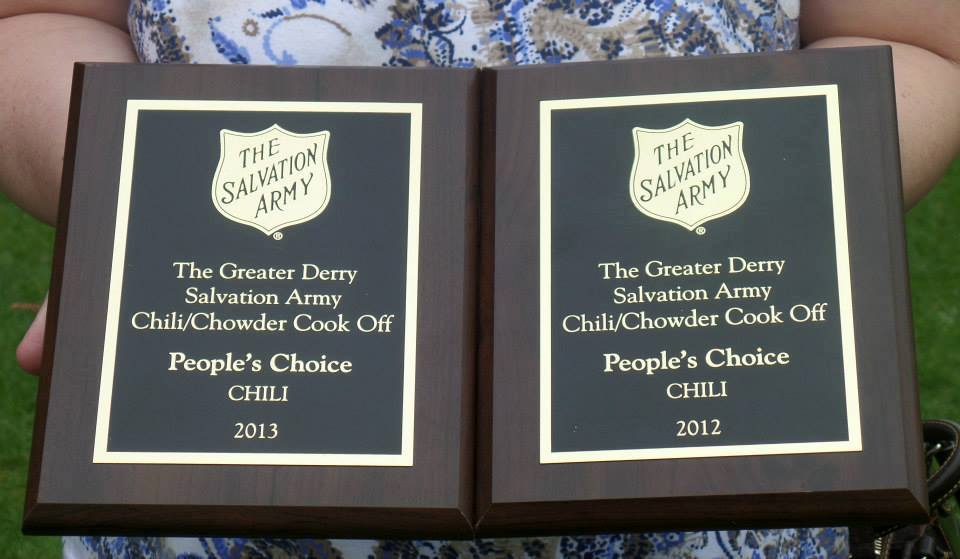 THE
SALVATION
ARMY
®
The Greater Derry
Salvation Army
Chili/Chowder Cook Off
People's Choice
CHILI
2013
THE
SALVATION
ARMY
®
The Greater Derry
Salvation Army
Chili/Chowder Cook Off
People's Choice
CHILI
2012